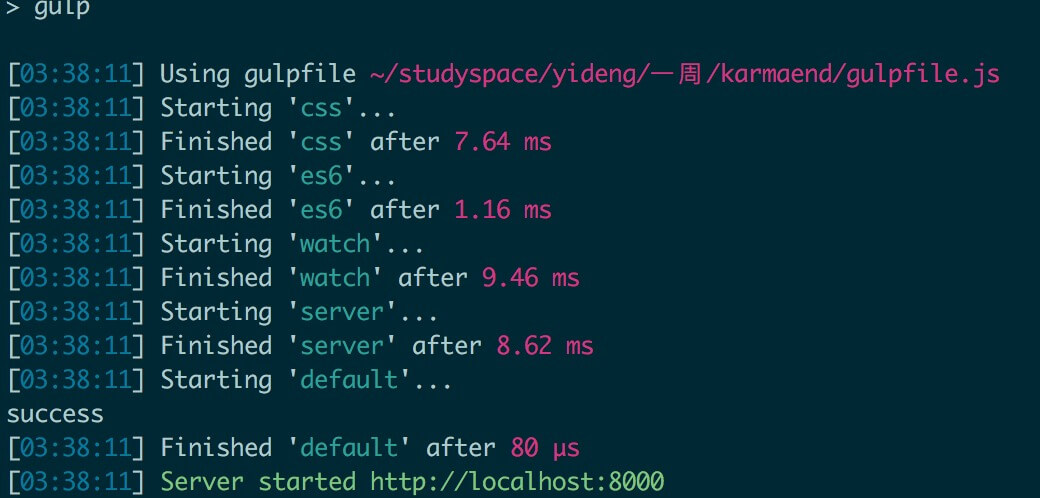 > gulp
[03:38:11] Using gulpfile ~/studyspace/yideng/一周/karmaend/gulpfile.js
[03:38:11] Starting 'css'...
[03:38:11] Finished 'css' after 7.64 ms
[03:38:11] Starting 'es6'...
[03:38:11] Finished 'es6' after 1.16 ms
[03:38:11] Starting 'watch'...
[03:38:11] Finished 'watch' after 9.46 ms
[03:38:11] Starting 'server'...
[03:38:11] Finished 'server' after 8.62 ms
[03:38:11] Starting 'default'...
success
[03:38:11] Finished 'default' after 80 μs
[03:38:11] Server started http://localhost:8000